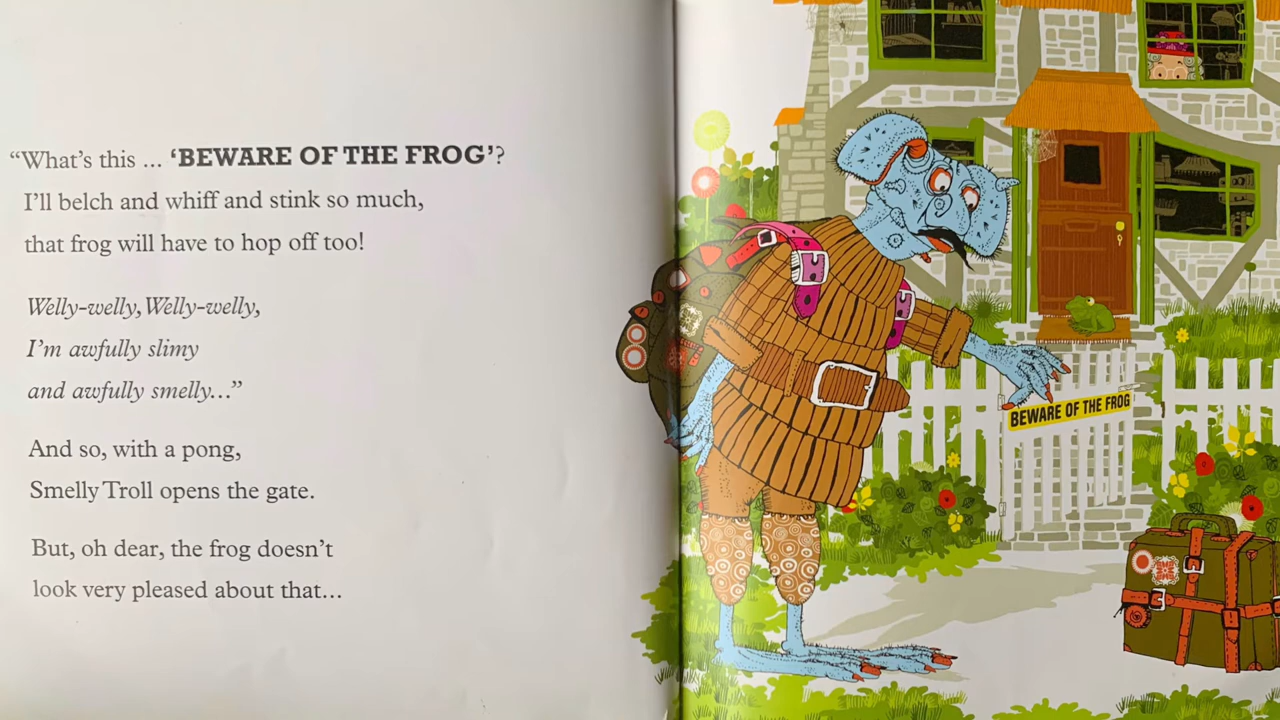 “What’s this ... ‘BEWARE OF THE FROG’?
I’ll belch and whiff and stink so much,
that frog will have to hop off too!
Welly-welly, Welly-welly,
I’m awfully slimy
and awfully smelly...”
And so, with a pong,
Smelly Troll opens the gate.
But, oh dear, the frog doesn’t
look very pleased about that...
BEWARE OF THE FROG